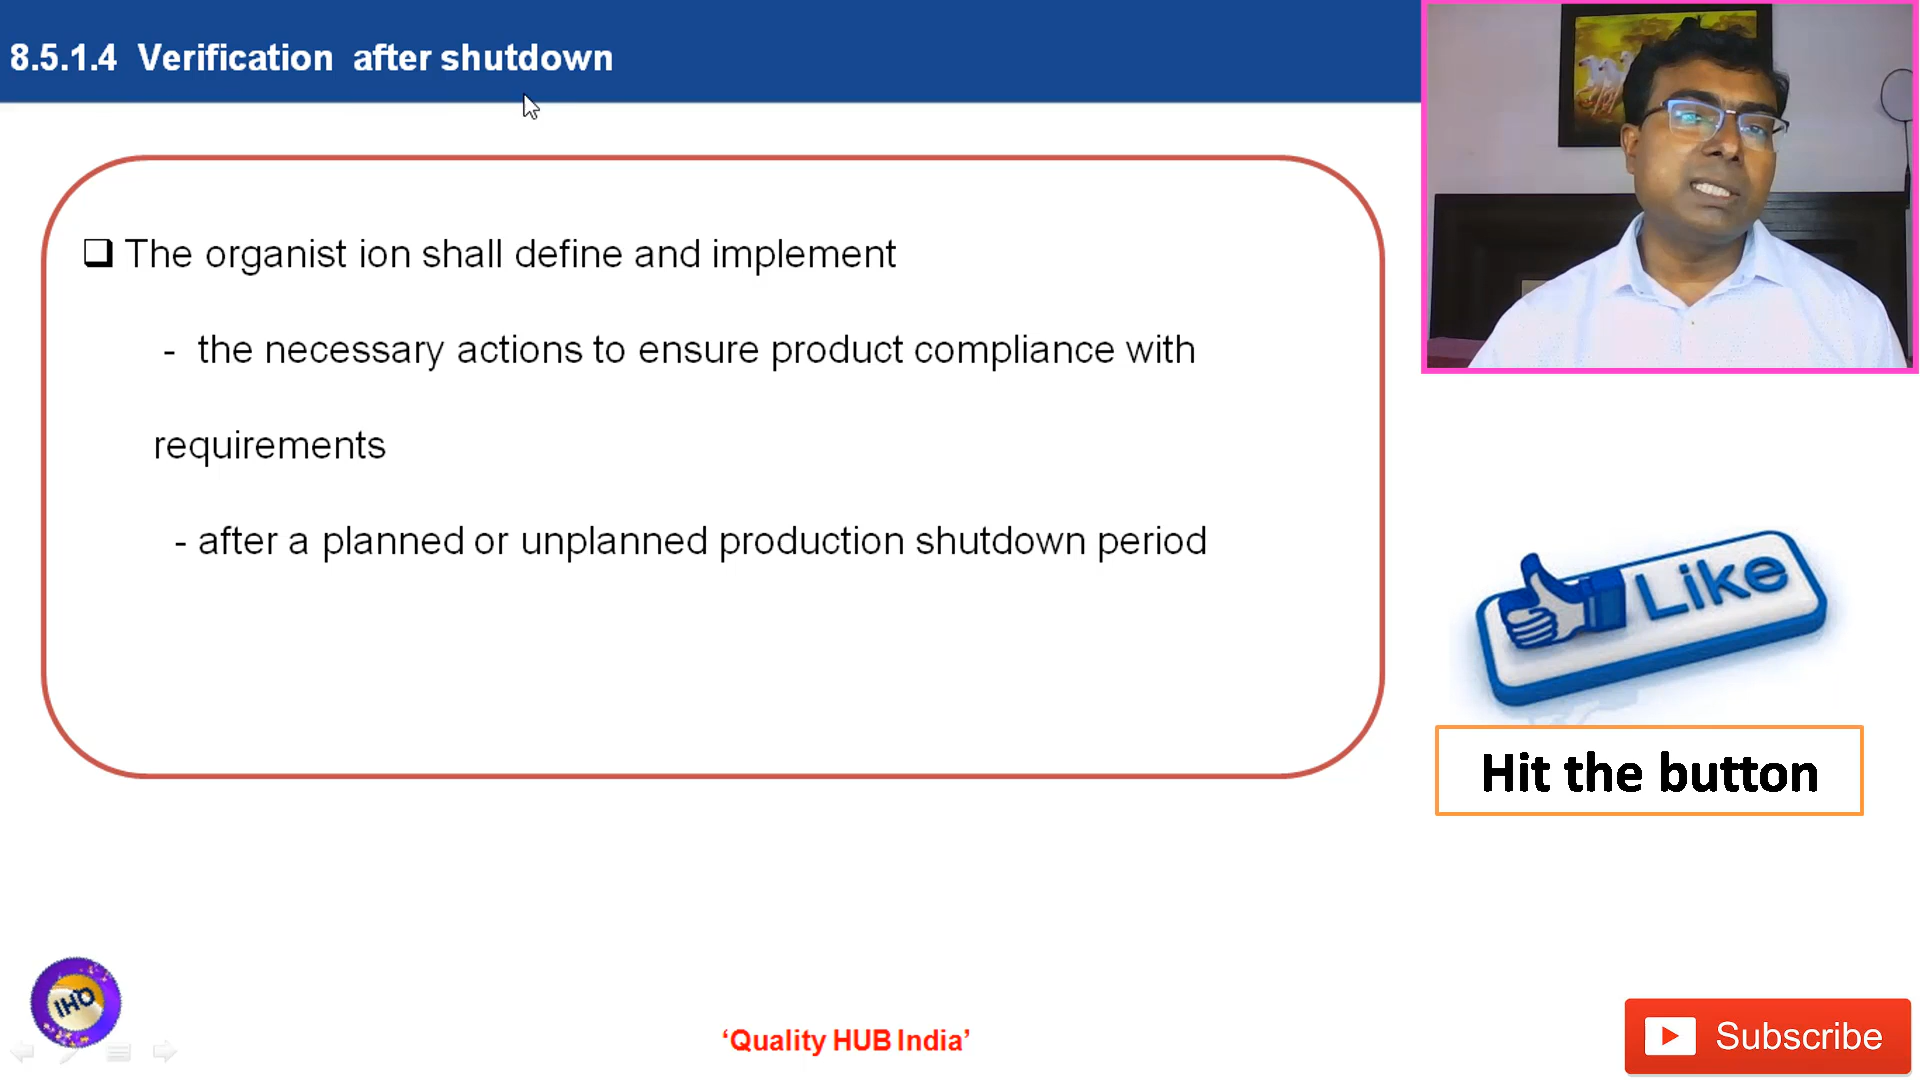 8.5.1.4 Verification after shutdown
The organist ion shall define and implement
- the necessary actions to ensure product compliance with
requirements
- after a planned or unplanned production shutdown period
Like
Hit the button
IHO
'Quality HUB India'
Subscribe